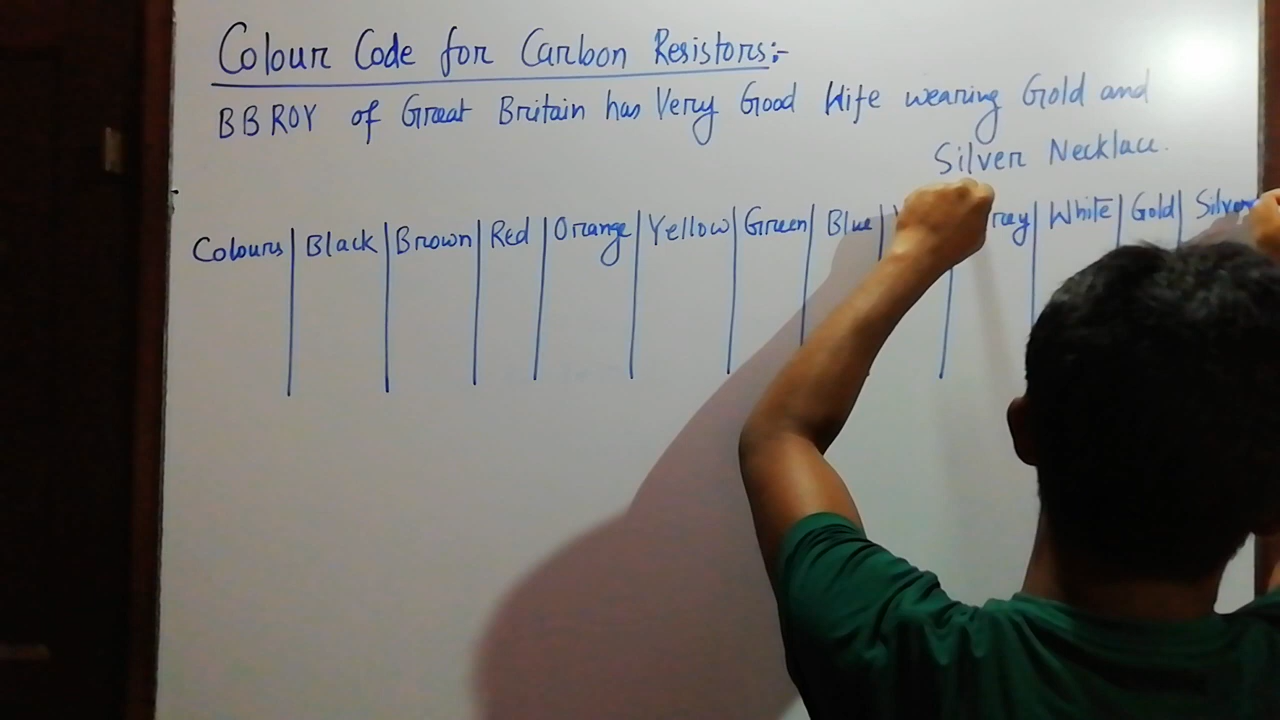 Colour Code for Carbon Resistors:-
BBROY of Great Britain has Very Good Wife wearing Gold and
Silver Necklace.
Colours Black Brown Red Orange Yellow Green Blue White Gold Silver